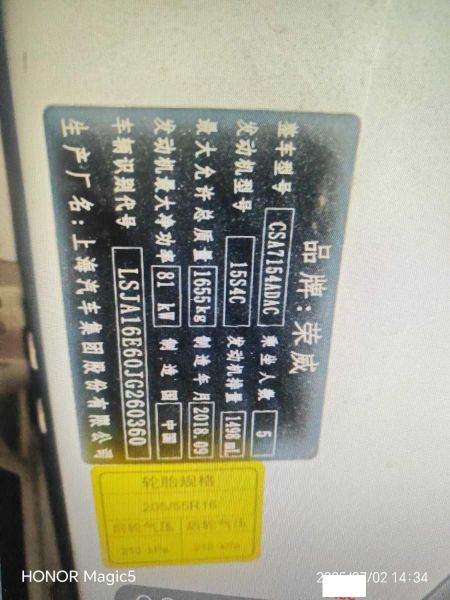 品牌：荣威
整车型号 CSA7154ADAC 乘坐人数 5
发动机型号 15S4C 发动机排量 1498 mL
最大允许总质量 1655kg 制造年月 2018.09
发动机最大净功率 81 kW 制造国 中国
车辆识别代号 LSJA16E60JG260360
生产厂名：上海汽车集团股份有限公司
轮胎规格
205/55R16
前轮气压 后轮气压
210 kPa 210 kPa
HONOR Magic5
2025/07/02 14:34